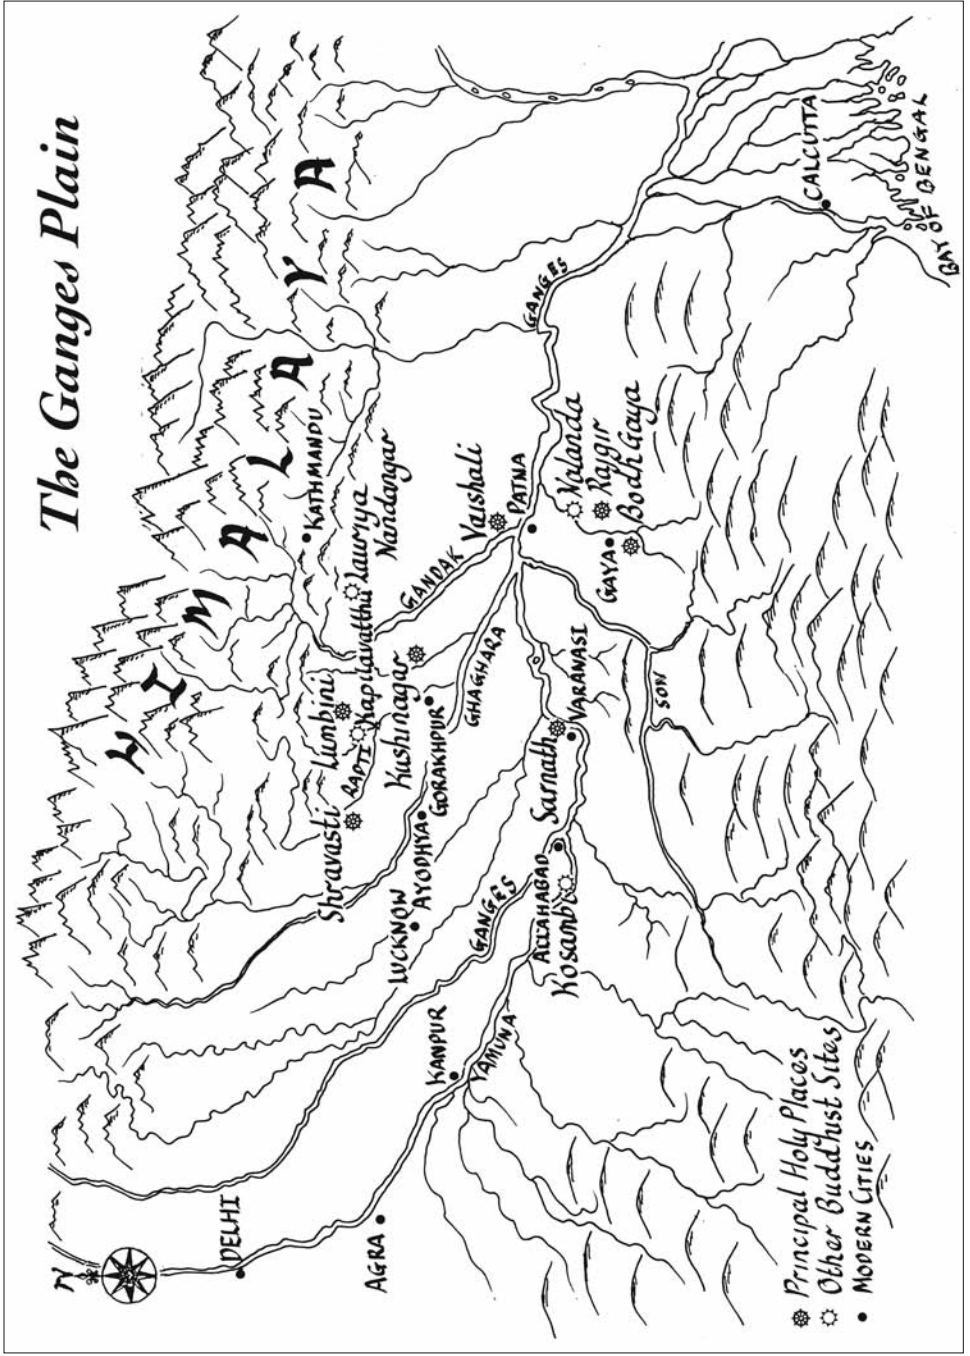 The Ganges Plain
N
HIMALAYA
DELHI
AGRA
KANPUR
YAMUNA
GANGES
LUCKNOW
AYODHYA
GORAKHPUR
Shravasti
RAPTI
Lumbini
Kapilavatthu
Kushinagar
Lauriya
Nandangar
KATHMANDU
GANDAK
GHAGHARA
Vaishali
PATNA
GANGES
Nalanda
Rajgir
Bodh Gaya
GAYA
VARANASI
Sarnath
ALLAHABAD
Kosambi
SON
CALCUTTA
BAY OF BENGAL
Principal Holy Places
Other Buddhist Sites
MODERN CITIES